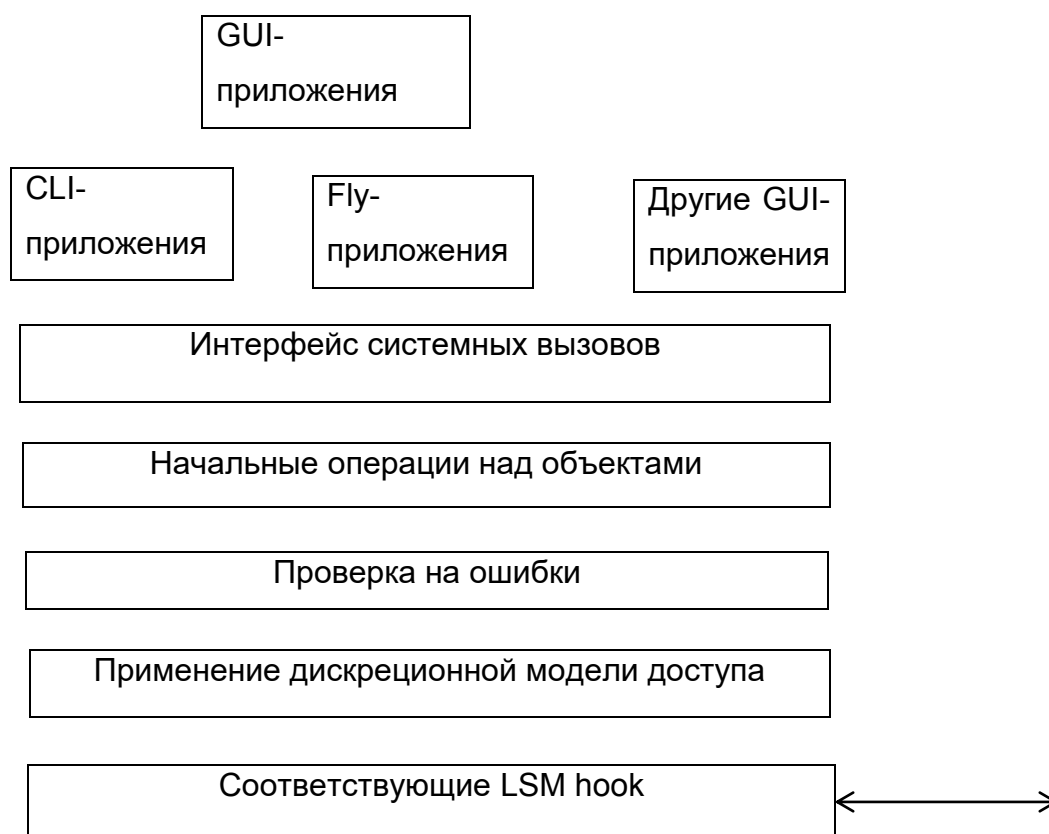 GUI-
приложения
CLI-
приложения
Fly-
приложения
Другие GUI-
приложения
Интерфейс системных вызовов
Начальные операции над объектами
Проверка на ошибки
Применение дискреционной модели доступа
Соответствующие LSM hook